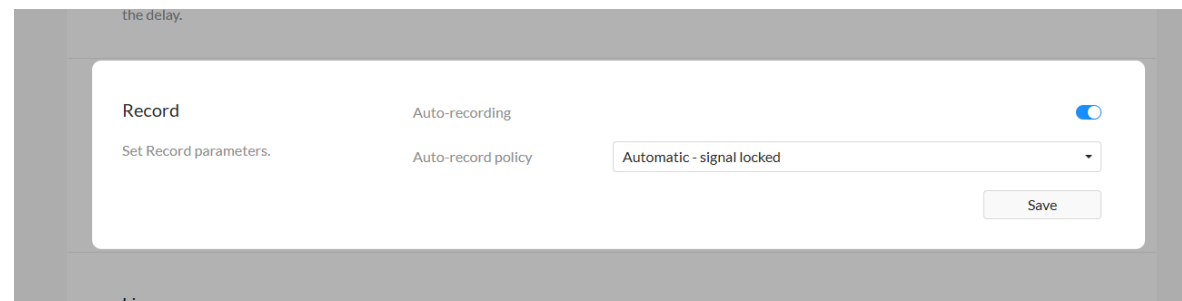 the delay.
Record
Auto-recording
Set Record parameters.
Auto-record policy
Automatic - signal locked
Save